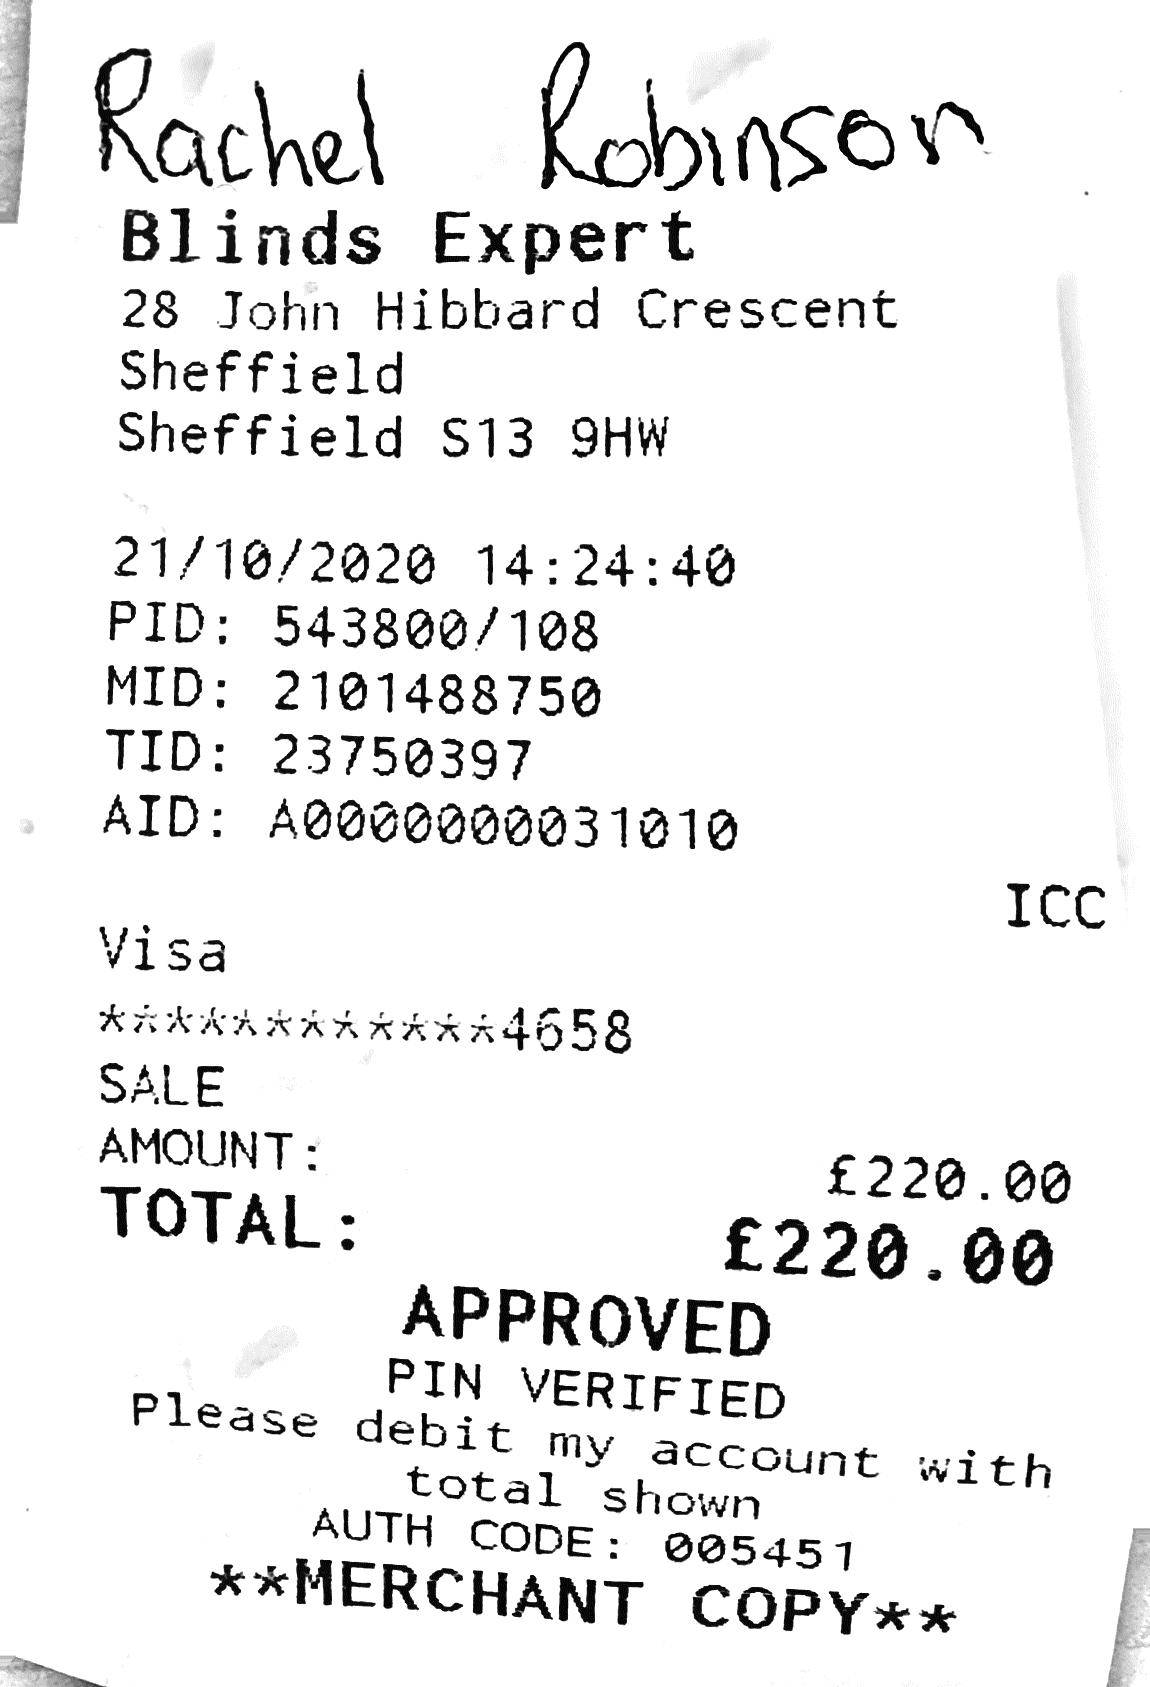 Rachel Robinson
Blinds Expert
28 John Hibbard Crescent
Sheffield
Sheffield S13 9HW
21/10/2020 14:24:40
PID: 543800/108
MID: 2101488750
TID: 23750397
AID: A0000000031010
ICC
Visa
************4658
SALE
AMOUNT: £220.00
TOTAL: £220.00
APPROVED
PIN VERIFIED
Please debit my account with
total shown
AUTH CODE: 005451
**MERCHANT COPY**